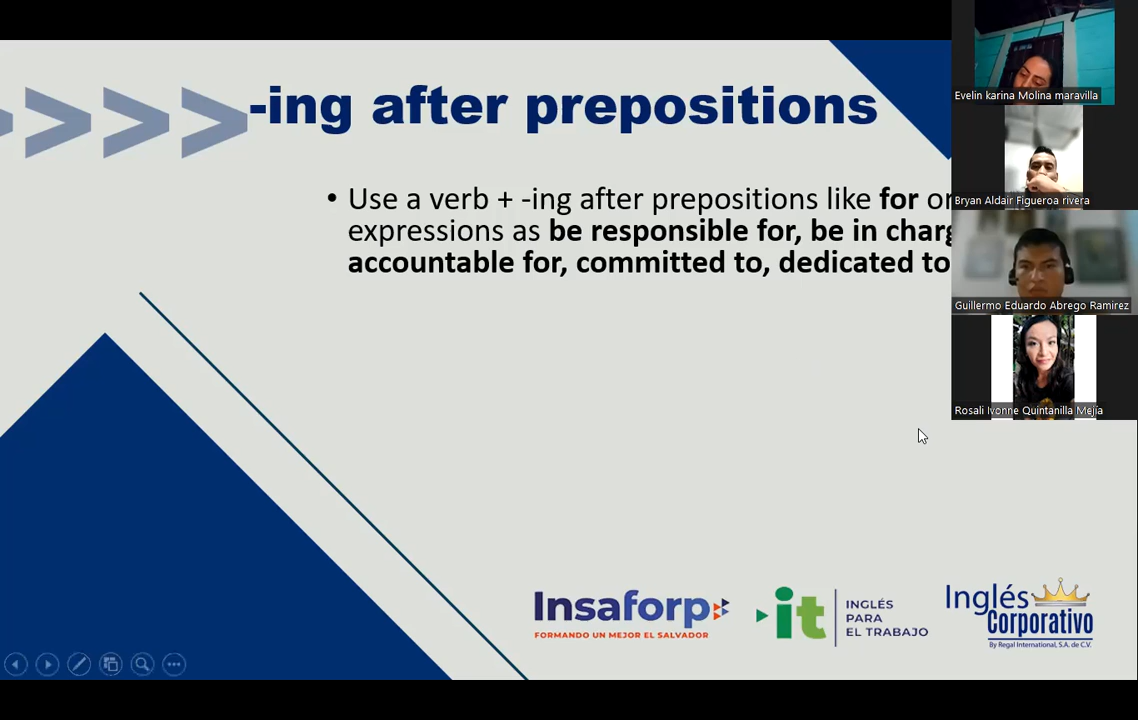 -ing after prepositions
• Use a verb + -ing after prepositions like for or
expressions as be responsible for, be in charg
accountable for, committed to, dedicated to
Evelin karina Molina maravilla
Bryan Aldair Figueroa rivera
Guillermo Eduardo Abrego Ramirez
Rosali Ivonne Quintanilla Mejía
Insaforp
FORMANDO UN MEJOR EL SALVADOR
it
INGLÉS
PARA
EL TRABAJO
Inglés
Corporativo
By Regal International, S.A. de C.V.